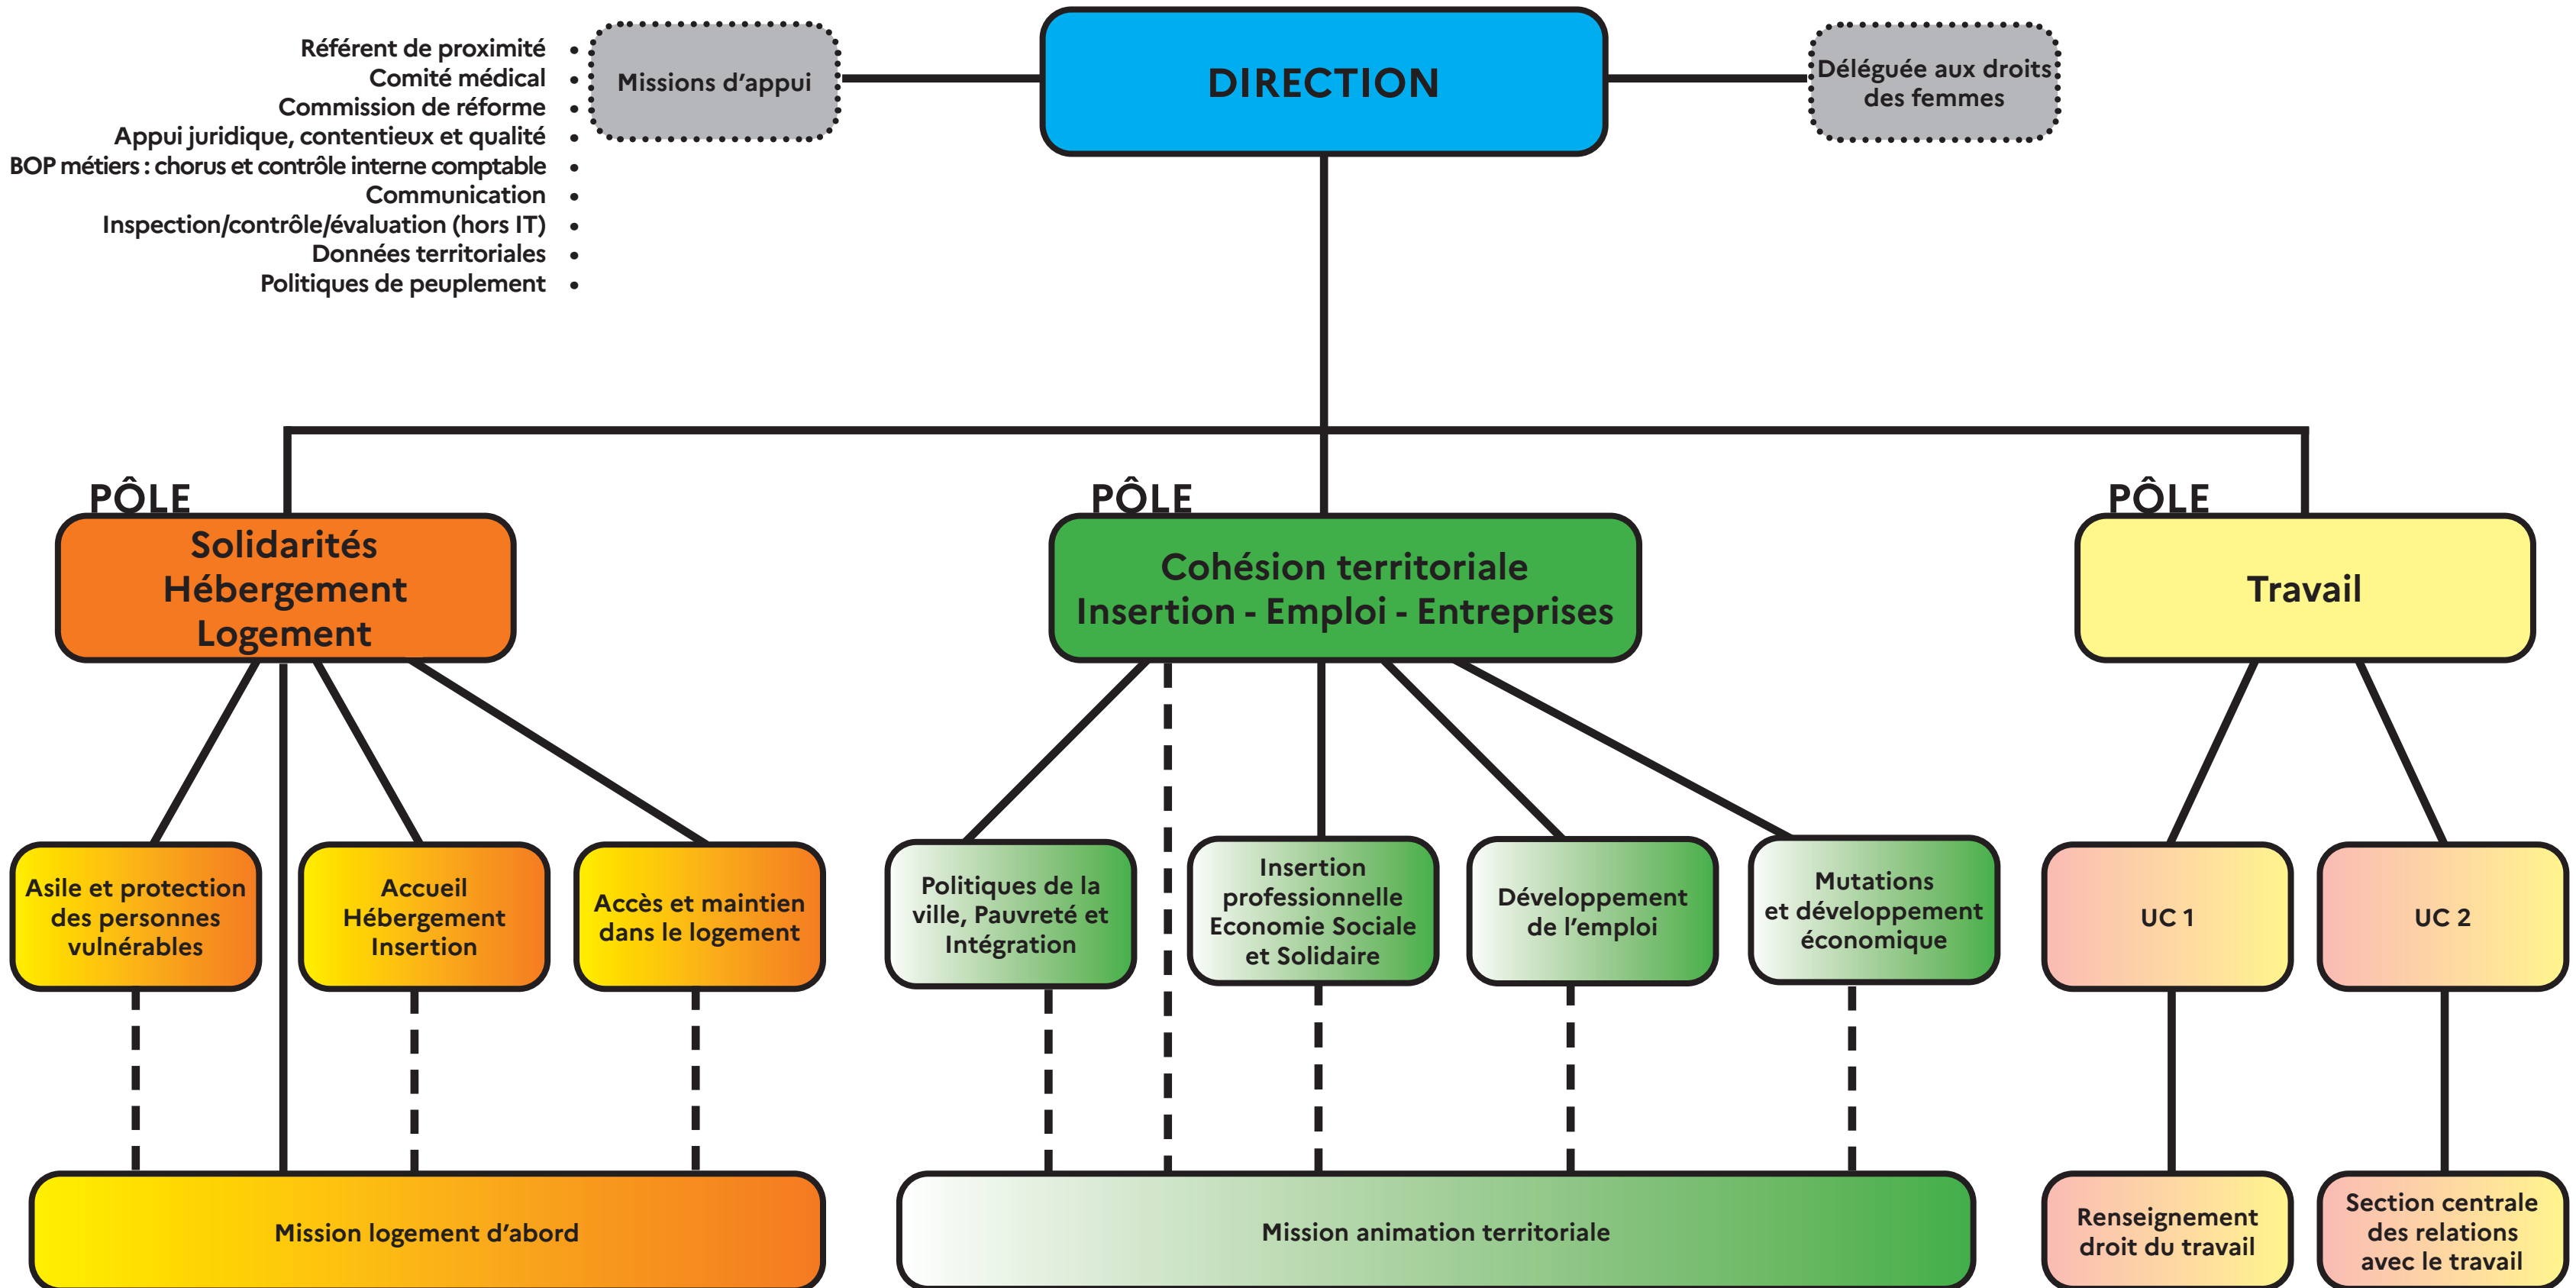 Référent de proximité •
Comité médical •
Commission de réforme •
Appui juridique, contentieux et qualité •
BOP métiers : chorus et contrôle interne comptable •
Communication •
Inspection/contrôle/évaluation (hors IT) •
Données territoriales •
Politiques de peuplement •
Missions d’appui
DIRECTION
Déléguée aux droits
des femmes
PÔLE
Solidarités
Hébergement
Logement
PÔLE
Cohésion territoriale
Insertion - Emploi - Entreprises
PÔLE
Travail
Asile et protection
des personnes
vulnérables
Accueil
Hébergement
Insertion
Accès et maintien
dans le logement
Politiques de la
ville, Pauvreté et
Intégration
Insertion
professionnelle
Economie Sociale
et Solidaire
Développement
de l’emploi
Mutations
et développement
économique
UC 1
UC 2
Mission logement d’abord
Mission animation territoriale
Renseignement
droit du travail
Section centrale
des relations
avec le travail